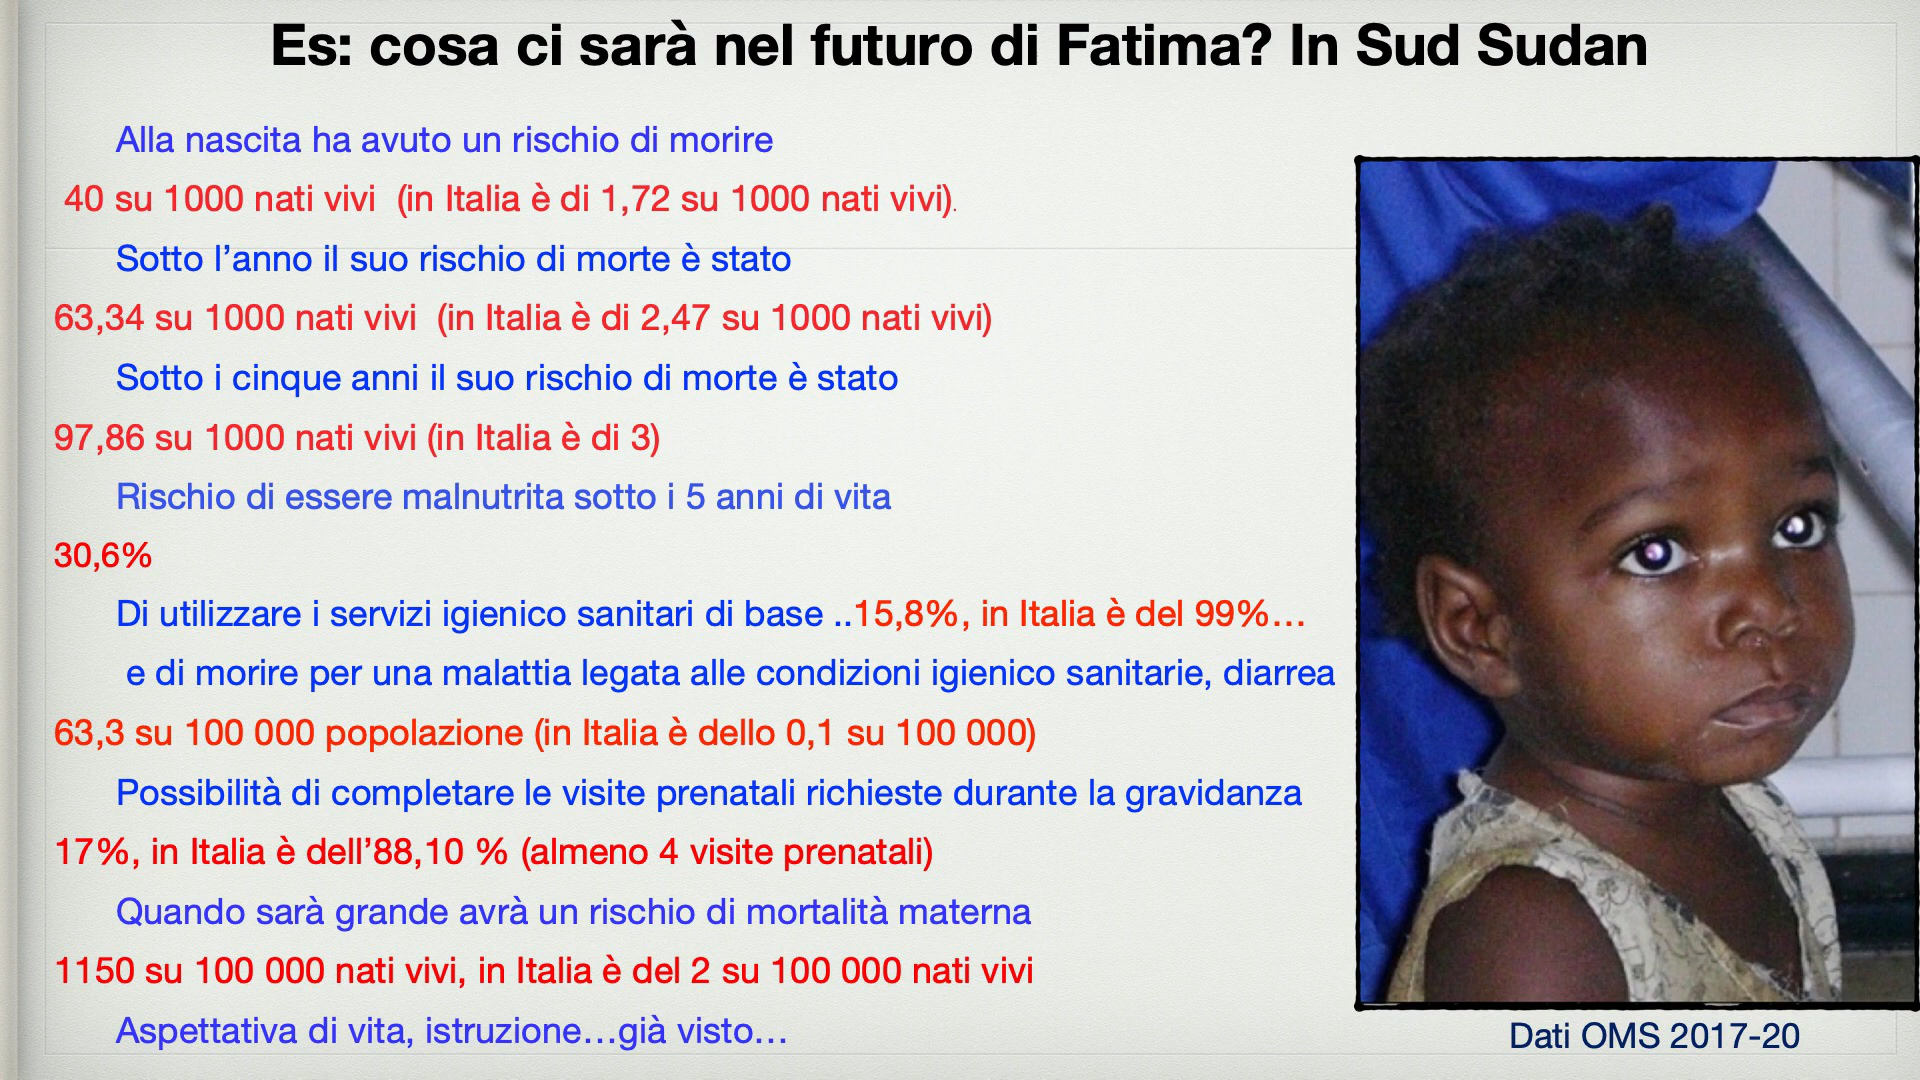 Es: cosa ci sarà nel futuro di Fatima? In Sud Sudan
Alla nascita ha avuto un rischio di morire
40 su 1000 nati vivi  (in Italia è di 1,72 su 1000 nati vivi).
Sotto l’anno il suo rischio di morte è stato
63,34 su 1000 nati vivi  (in Italia è di 2,47 su 1000 nati vivi)
Sotto i cinque anni il suo rischio di morte è stato
97,86 su 1000 nati vivi (in Italia è di 3)
Rischio di essere malnutrita sotto i 5 anni di vita
30,6%
Di utilizzare i servizi igienico sanitari di base ..15,8%, in Italia è del 99%…
e di morire per una malattia legata alle condizioni igienico sanitarie, diarrea
63,3 su 100 000 popolazione (in Italia è dello 0,1 su 100 000)
Possibilità di completare le visite prenatali richieste durante la gravidanza
17%, in Italia è dell’88,10 % (almeno 4 visite prenatali)
Quando sarà grande avrà un rischio di mortalità materna
1150 su 100 000 nati vivi, in Italia è del 2 su 100 000 nati vivi
Aspettativa di vita, istruzione…già visto…
Dati OMS 2017-20